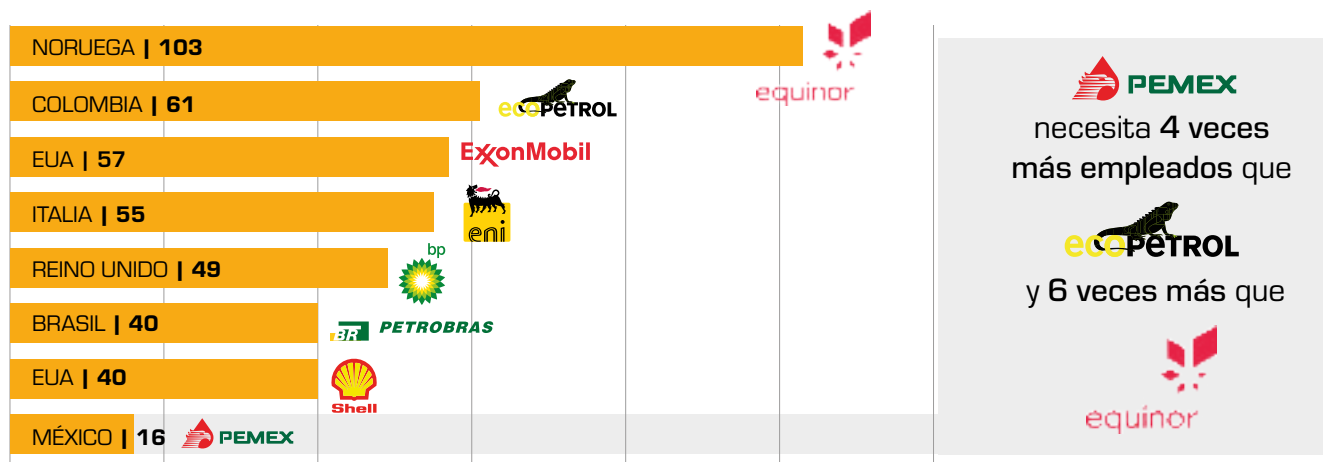 NORUEGA | 103
equinor
COLOMBIA | 61
ecoPETROL
EUA | 57
ExxonMobil
ITALIA | 55
eni
REINO UNIDO | 49
bp
BRASIL | 40
BR PETROBRAS
EUA | 40
Shell
MÉXICO | 16 PEMEX
PEMEX
necesita 4 veces
más empleados que
ecoPETROL
y 6 veces más que
equinor